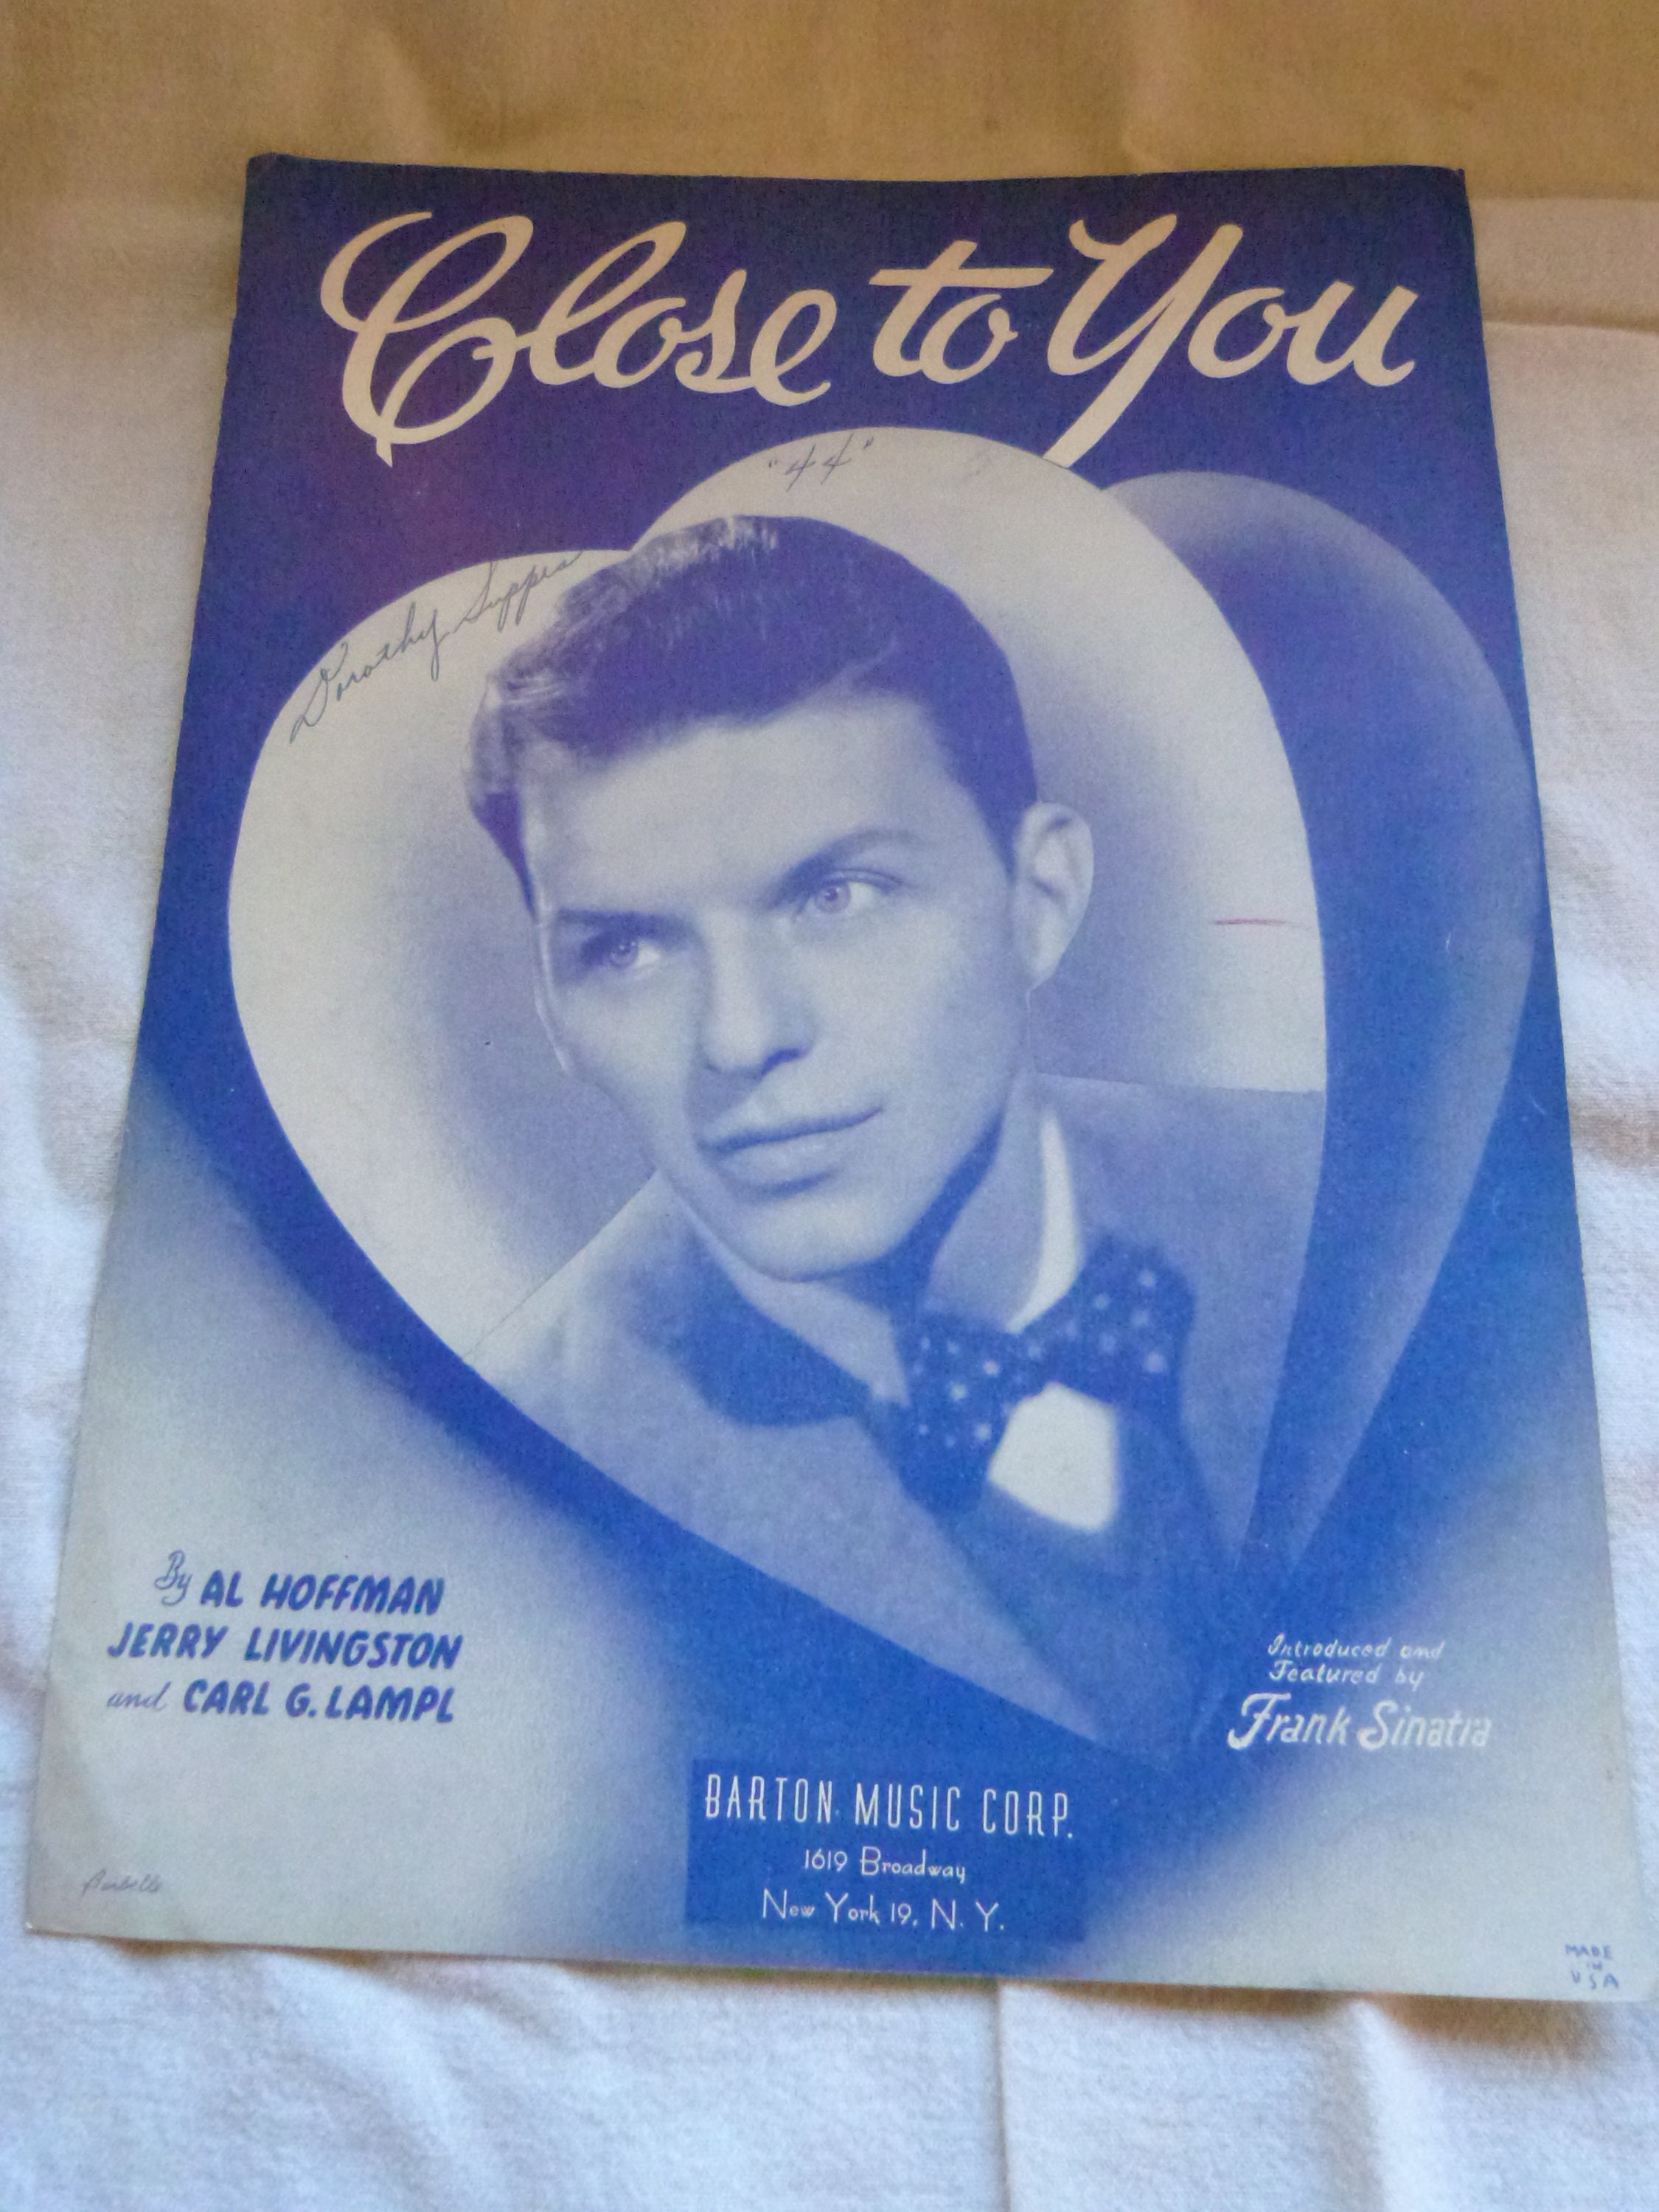 Close to You
"44"
Dorothy
By AL HOFFMAN
JERRY LIVINGSTON
and CARL G. LAMPL
Introduced and
Featured by
Frank Sinatra
BARTON MUSIC CORP.
1619 Broadway
New York 19, N. Y.
MADE
IN
USA